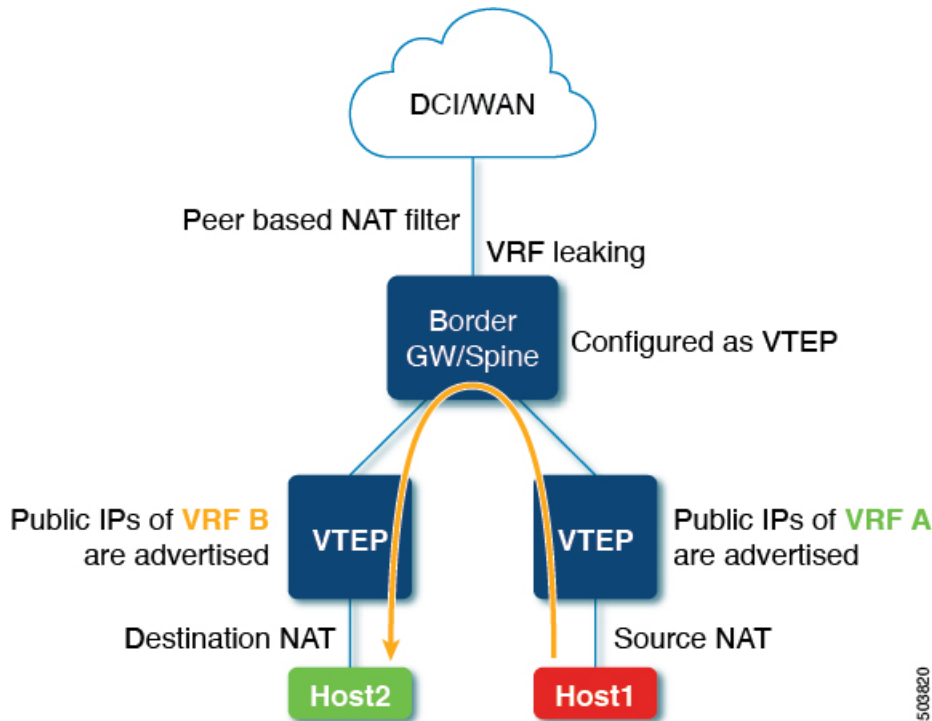 DCI/WAN
Peer based NAT filter
VRF leaking
Border
GW/Spine
Configured as VTEP
Public IPs of VRF B
are advertised
VTEP
VTEP
Public IPs of VRF A
are advertised
Destination NAT
Source NAT
Host2
Host1
503820